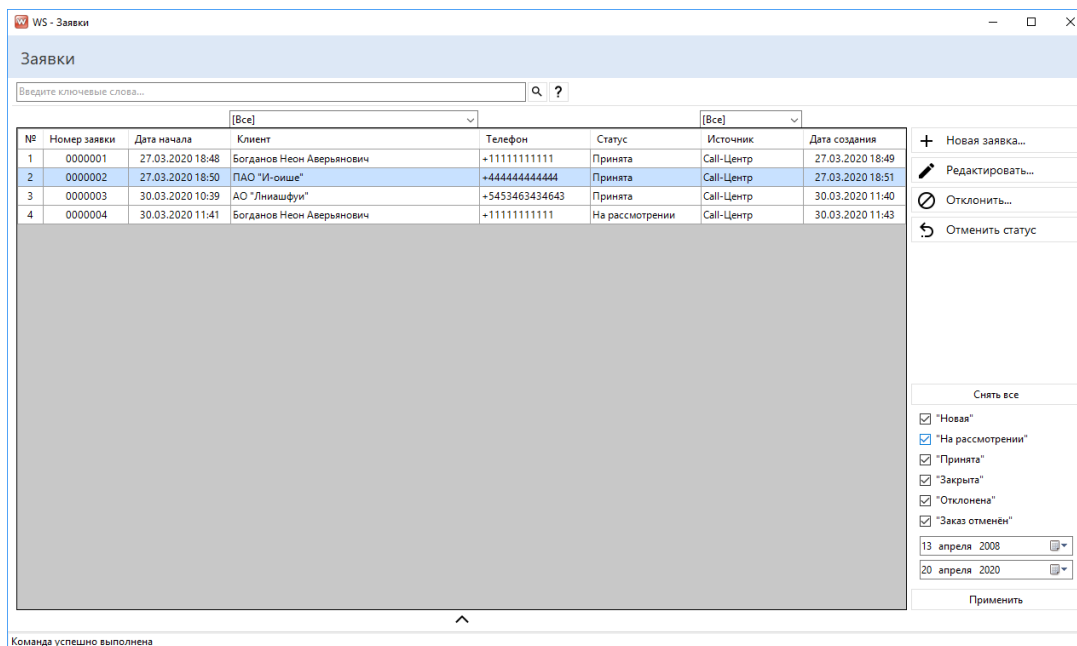 WS - Заявки
Заявки
Введите ключевые слова...
?
[Все] [Все]
№ Номер заявки Дата начала Клиент Телефон Статус Источник Дата создания
1 0000001 27.03.2020 18:48 Богданов Неон Аверьянович +11111111111 Принята Call-Центр 27.03.2020 18:49
2 0000002 27.03.2020 18:50 ПАО "И-оише" +444444444444 Принята Call-Центр 27.03.2020 18:51
3 0000003 30.03.2020 10:39 АО "Лниашфуи" +5453463434643 Принята Call-Центр 30.03.2020 11:40
4 0000004 30.03.2020 11:41 Богданов Неон Аверьянович +11111111111 На рассмотрении Call-Центр 30.03.2020 11:43
Новая заявка...
Редактировать...
Отклонить...
Отменить статус
Снять все
"Новая"
"На рассмотрении"
"Принята"
"Закрыта"
"Отклонена"
"Заказ отменён"
13 апреля 2008
20 апреля 2020
Применить
Команда успешно выполнена